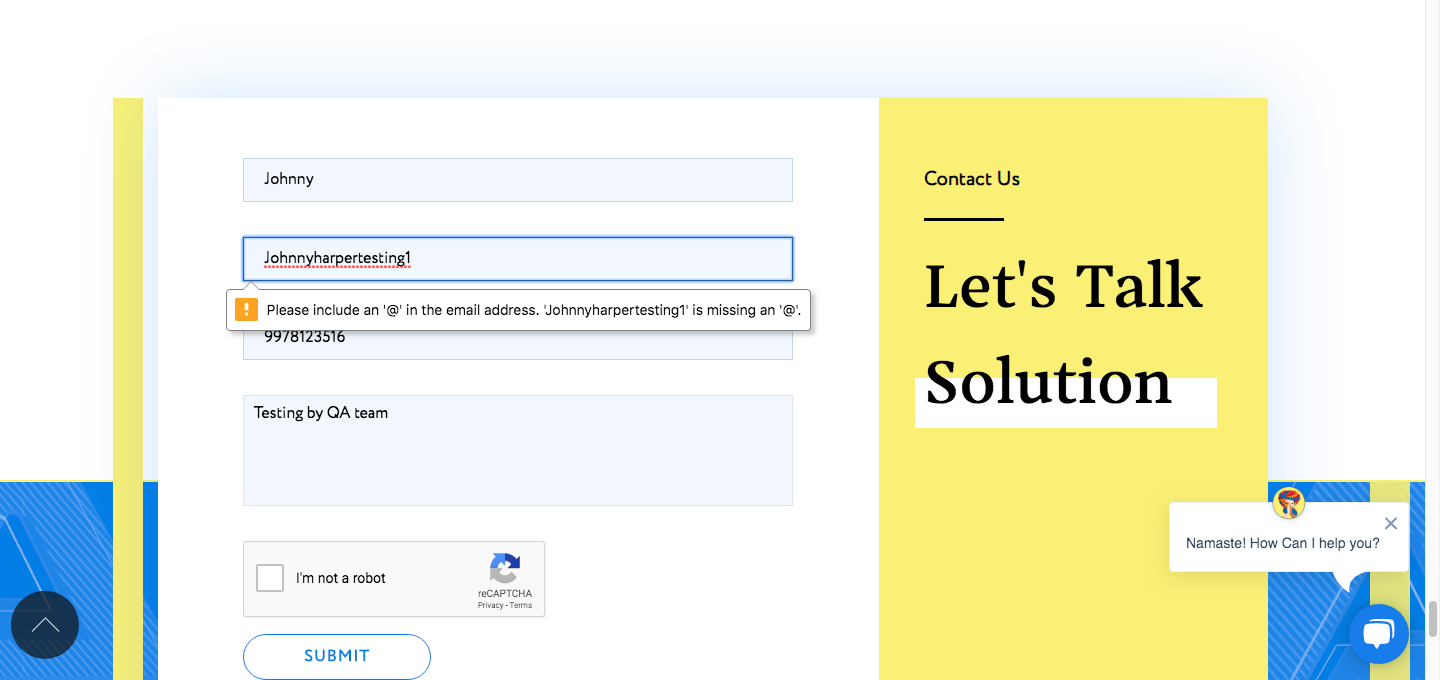 Johnny
Johnnyharpertesting1
Please include an '@' in the email address. 'Johnnyharpertesting1' is missing an '@'.
9978123516
Testing by QA team
I'm not a robot
reCAPTCHA
Privacy - Terms
SUBMIT
Contact Us
Let's Talk
Solution
Namaste! How Can I help you?